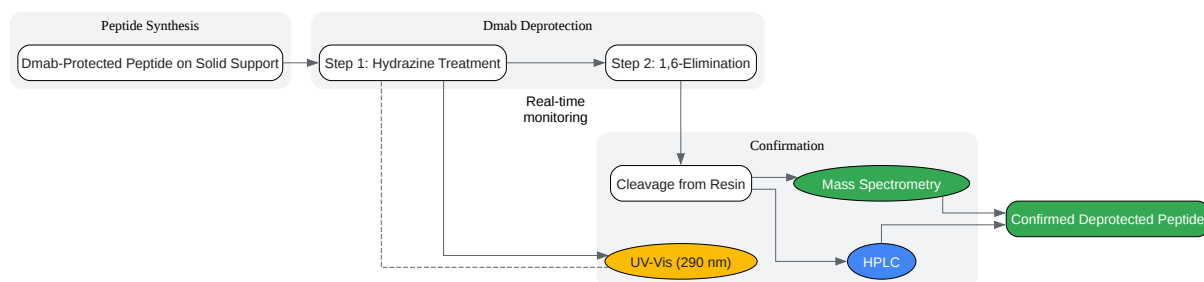 Peptide Synthesis
Dmab Deprotection
Dmab-Protected Peptide on Solid Support
Step 1: Hydrazine Treatment
Step 2: 1,6-Elimination
Real-time
monitoring
Confirmation
Cleavage from Resin
Mass Spectrometry
Confirmed Deprotected Peptide
UV-Vis (290 nm)
HPLC